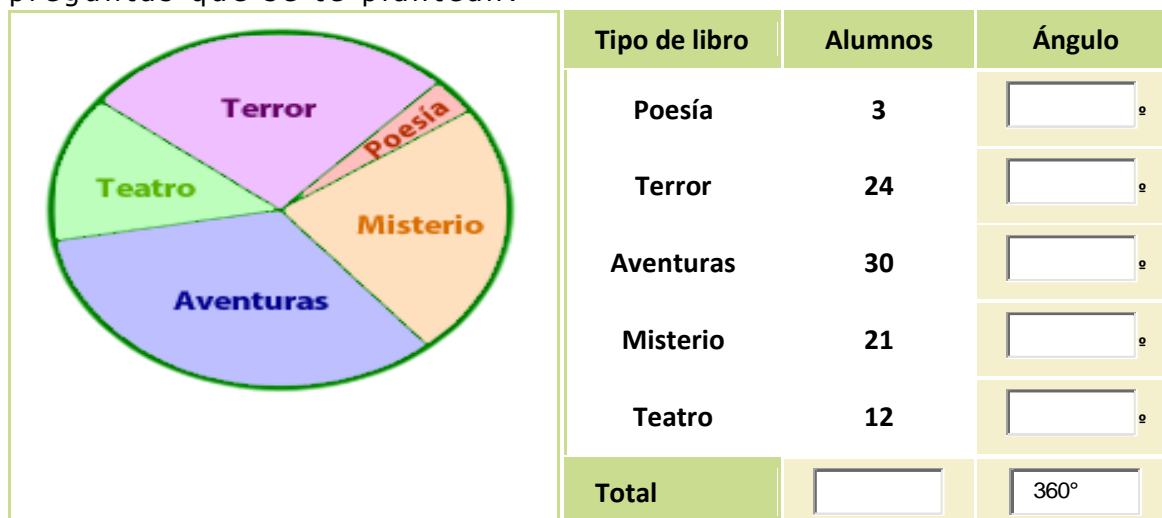 Terror
Poesía
Teatro
Misterio
Aventuras
Tipo de libro Alumnos Ángulo
Poesía 3 º
Terror 24 º
Aventuras 30 º
Misterio 21 º
Teatro 12 º
Total 360°